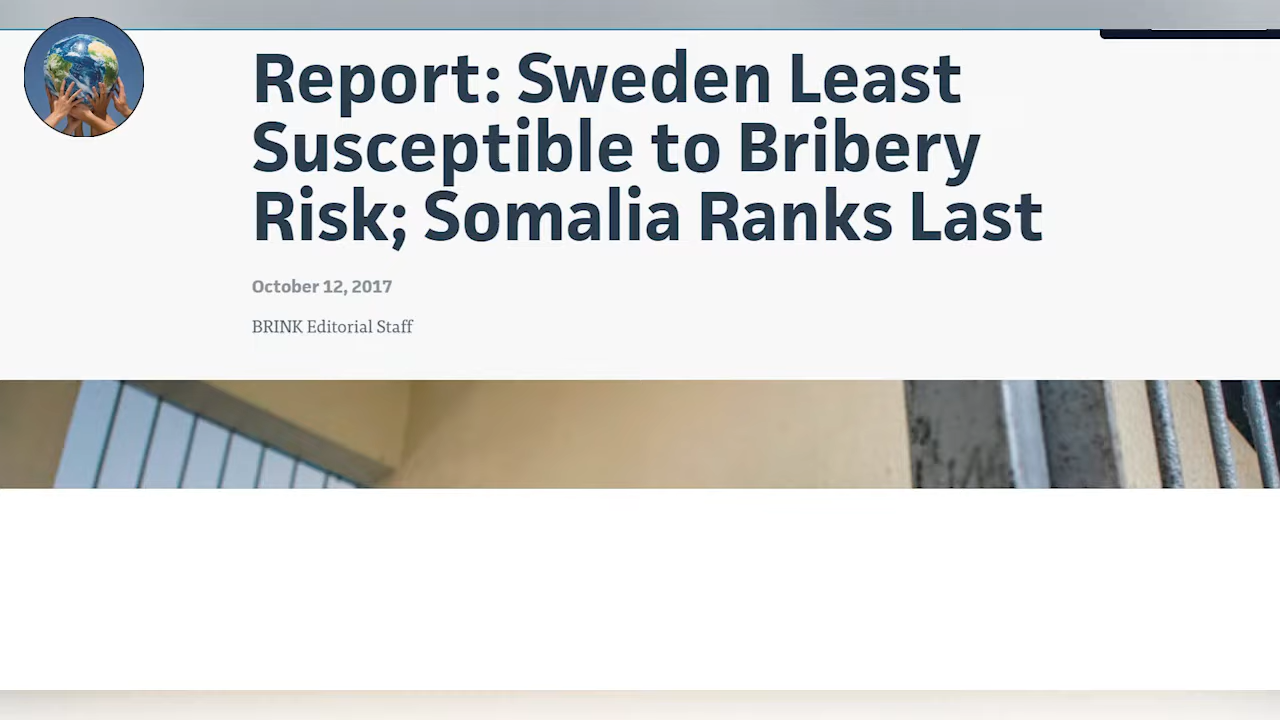 Report: Sweden Least
Susceptible to Bribery
Risk; Somalia Ranks Last
October 12, 2017
BRINK Editorial Staff